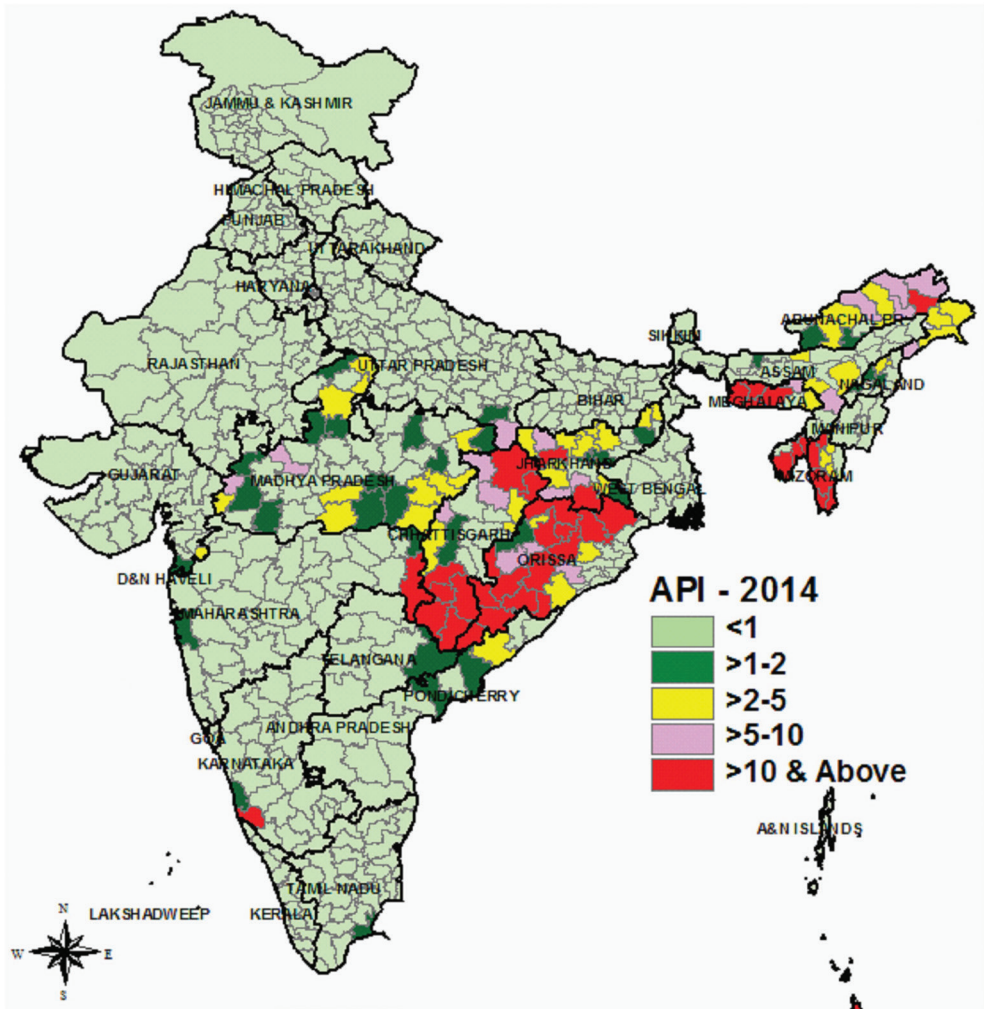 JAMMU & KASHMIR
HIMACHAL PRADESH
PUNJAB
UTTARAKHAND
HARYANA
ARUNACHAL PR
SIKKIM
RAJASTHAN
UTTAR PRADESH
ASSAM
NAGALAND
BIHAR
MEGHALAYA
MANIPUR
GUJARAT
MADHYA PRADESH
JHARKHAND
WEST BENGAL
MIZORAM
CHHATTISGARH
ORISSA
D&N HAVELI
MAHARASHTRA
TELANGANA
PONDICHERRY
ANDHRA PRADESH
GOA
KARNATAKA
API - 2014
<1
>1-2
>2-5
>5-10
>10 & Above
A&N ISLANDS
TAMIL NADU
LAKSHADWEEP
KERALA
N
W E
S